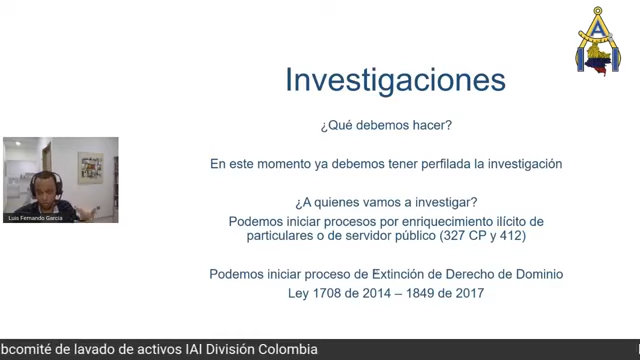 Investigaciones
¿Qué debemos hacer?
En este momento ya debemos tener perfilada la investigación
¿A quienes vamos a investigar?
Podemos iniciar procesos por enriquecimiento ilícito de
particulares o de servidor público (327 CP y 412)
Podemos iniciar proceso de Extinción de Derecho de Dominio
Ley 1708 de 2014 – 1849 de 2017
Luis Fernando Garcia
bcomité de lavado de activos IAI División Colombia